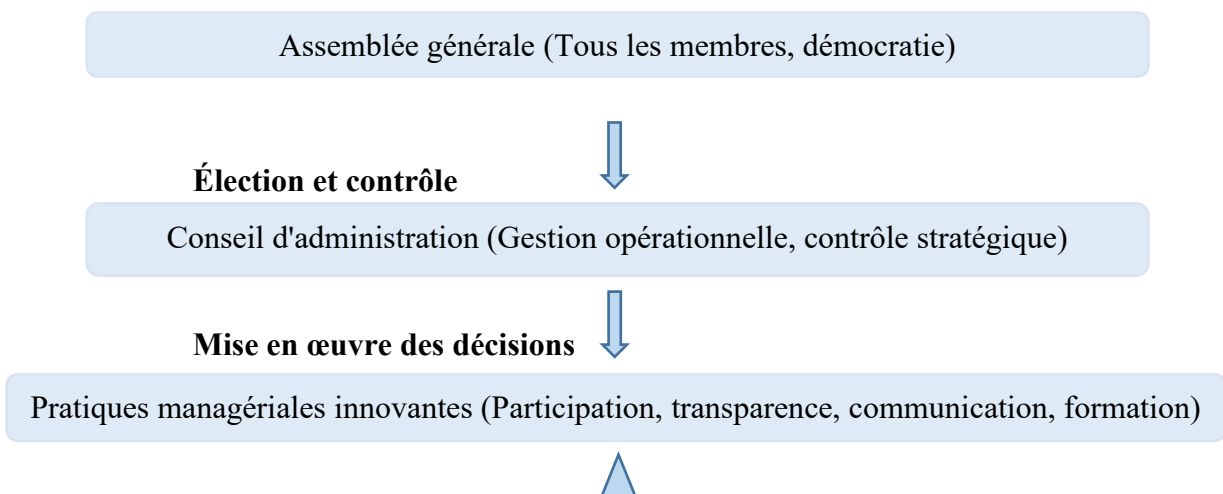 Assemblée générale (Tous les membres, démocratie)
Élection et contrôle
Conseil d'administration (Gestion opérationnelle, contrôle stratégique)
Mise en œuvre des décisions
Pratiques managériales innovantes (Participation, transparence, communication, formation)